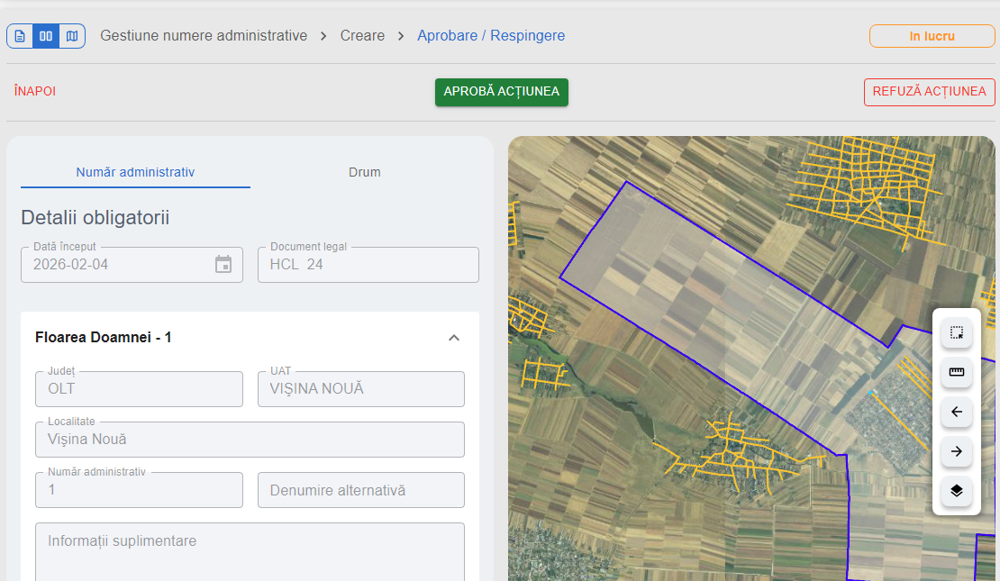 Gestiune numere administrative > Creare > Aprobare / Respingere
In lucru
ÎNAPOI
APROBĂ ACȚIUNEA
REFUZĂ ACȚIUNEA
Număr administrativ
Drum
Detalii obligatorii
Dată început
2026-02-04
Document legal
HCL 24
Floarea Doamnei - 1
Județ
OLT
UAT
VIȘINA NOUĂ
Localitate
Vișina Nouă
Număr administrativ
1
Denumire alternativă
Informații suplimentare